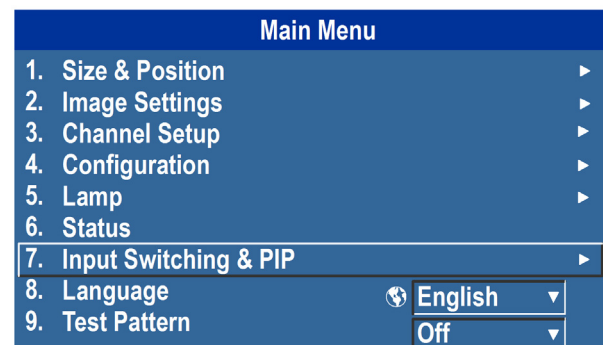 Main Menu
1. Size & Position
2. Image Settings
3. Channel Setup
4. Configuration
5. Lamp
6. Status
7. Input Switching & PIP
8. Language English
9. Test Pattern Off